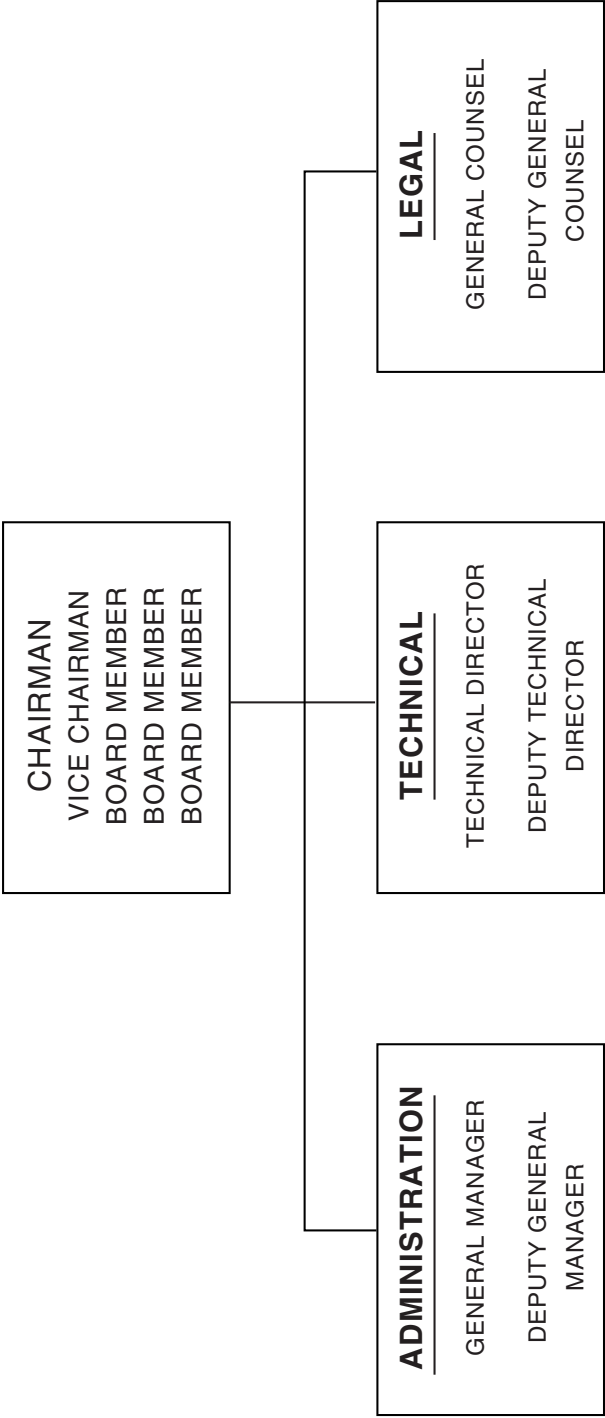 CHAIRMAN
VICE CHAIRMAN
BOARD MEMBER
BOARD MEMBER
BOARD MEMBER
ADMINISTRATION
GENERAL MANAGER
DEPUTY GENERAL
MANAGER
TECHNICAL
TECHNICAL DIRECTOR
DEPUTY TECHNICAL
DIRECTOR
LEGAL
GENERAL COUNSEL
DEPUTY GENERAL
COUNSEL